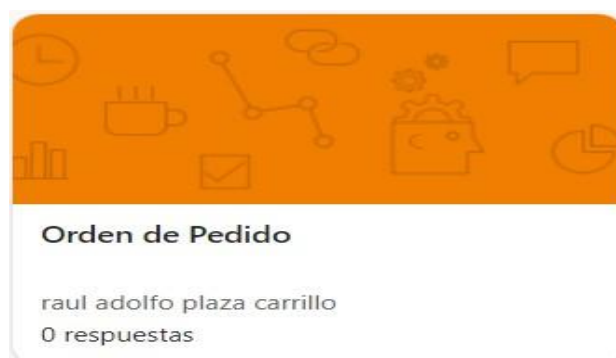 Orden de Pedido
raul adolfo plaza carrillo
0 respuestas